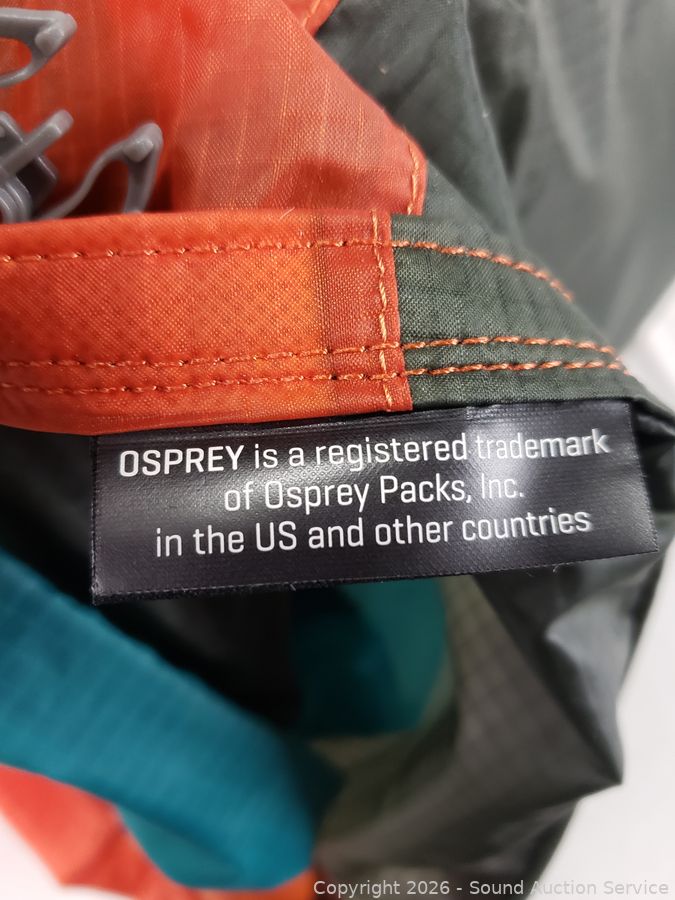 OSPREY is a registered trademark
of Osprey Packs, Inc.
in the US and other countries
Copyright 2026 - Sound Auction Service